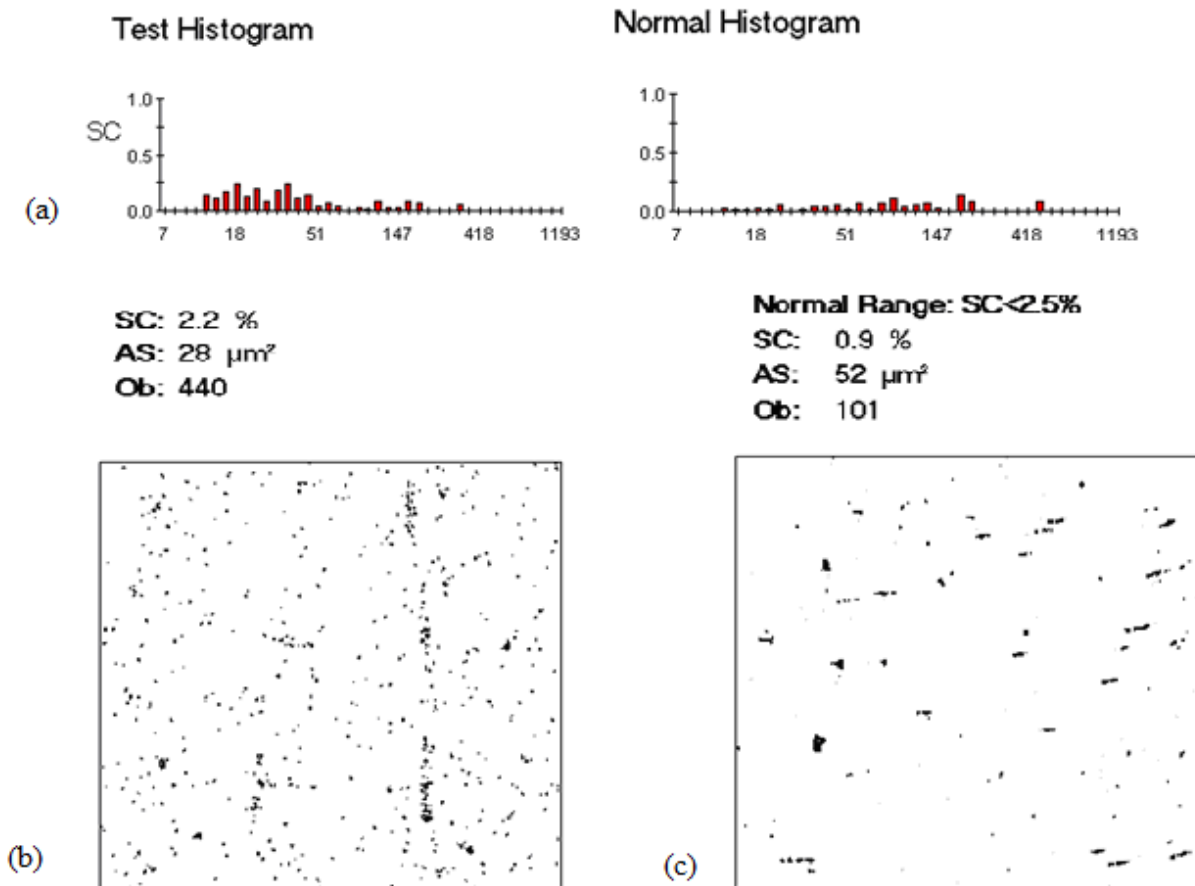 Test Histogram
Normal Histogram
1.0
SC
0.5
0.0
7 18 51 147 418 1193
1.0
0.5
0.0
7 18 51 147 418 1193
(a)
SC: 2.2 %
AS: 28 µm²
Ob: 440
Normal Range: SC<2.5%
SC: 0.9 %
AS: 52 µm²
Ob: 101
(b)
(c)